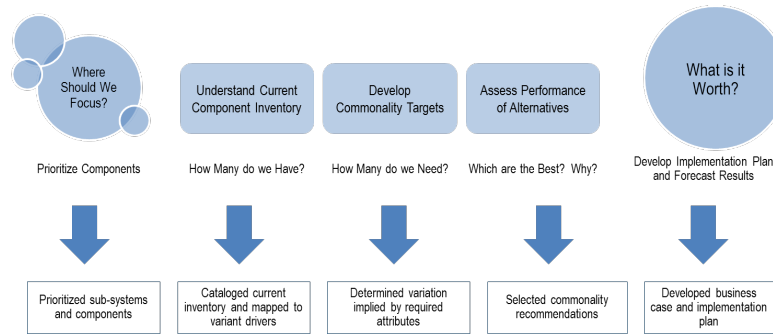 Where
Should We
Focus?
Understand Current
Component Inventory
Develop
Commonality Targets
Assess Performance
of Alternatives
What is it
Worth?
Prioritize Components
How Many do we Have?
How Many do we Need?
Which are the Best? Why?
Develop Implementation Plan
and Forecast Results
Prioritized sub-systems
and components
Cataloged current
inventory and mapped to
variant drivers
Determined variation
implied by required
attributes
Selected commonality
recommendations
Developed business
case and implementation
plan